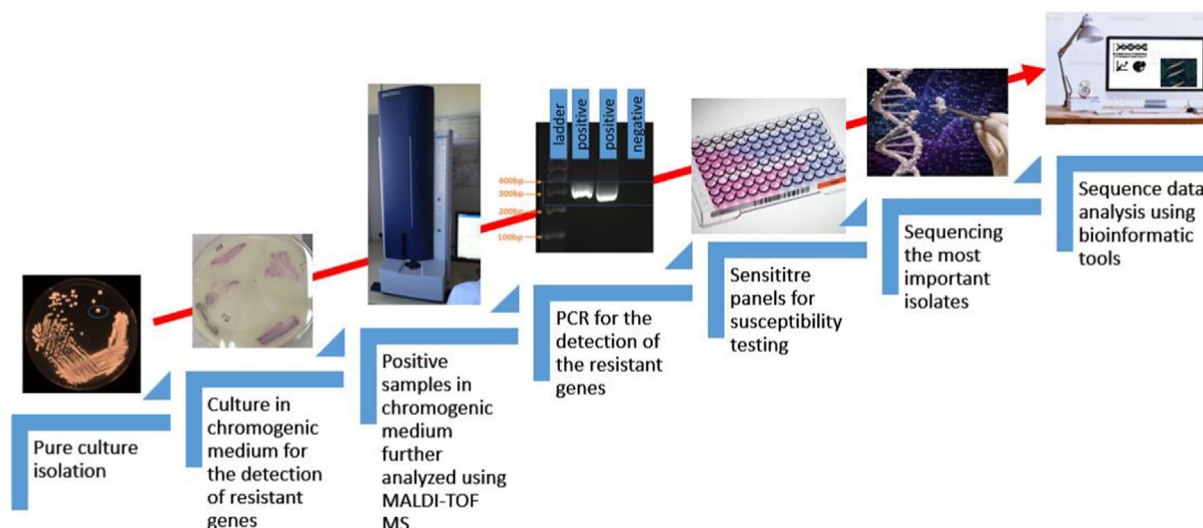 ladder
positive
positive
negative
400bp
300bp
200bp
100bp
Pure culture
isolation
Culture in
chromogenic
medium for
the detection
of resistant
genes
Positive
samples in
chromogenic
medium
further
analyzed using
MALDI-TOF
MS
PCR for the
detection of
the resistant
genes
Sensititre
panels for
susceptibility
testing
Sequencing
the most
important
isolates
Sequence data
analysis using
bioinformatic
tools